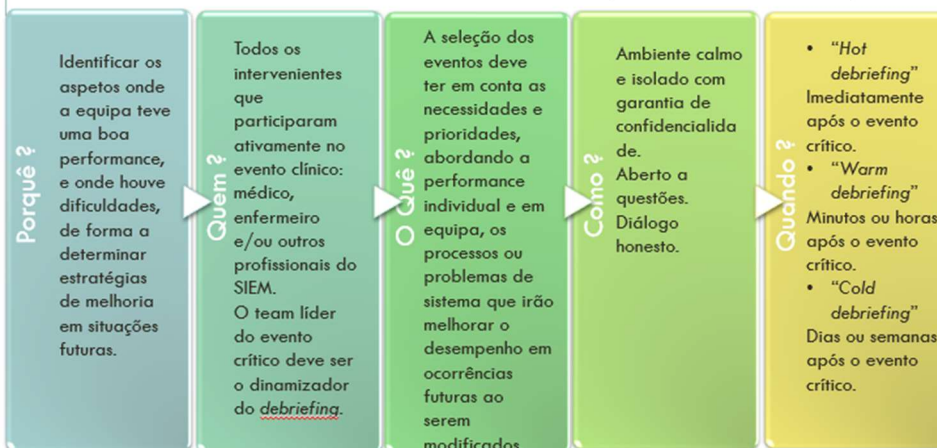 Porquê ?
Identificar os
aspetos onde
a equipa teve
uma boa
performance,
e onde houve
dificuldades,
de forma a
determinar
estratégias
de melhoria
em situações
futuras.
Quem ?
Todos os
intervenientes
que
participaram
ativamente no
evento clínico:
médico,
enfermeiro
e/ou outros
profissionais do
SIEM.
O team líder
do evento
crítico deve ser
o dinamizador
do debriefing.
O Quê ?
A seleção dos
eventos deve
ter em conta as
necessidades e
prioridades,
abordando a
performance
individual e em
equipa, os
processos ou
problemas de
sistema que irão
melhorar o
desempenho em
ocorrências
futuras ao
serem
modificados
Como ?
Ambiente calmo
e isolado com
garantia de
confidencialida
de.
Aberto a
questões.
Diálogo
honesto.
Quando ?
• “Hot
debriefing”
Imediatamente
após o evento
crítico.
• “Warm
debriefing”
Minutos ou horas
após o evento
crítico.
• “Cold
debriefing”
Dias ou semanas
após o evento
crítico.